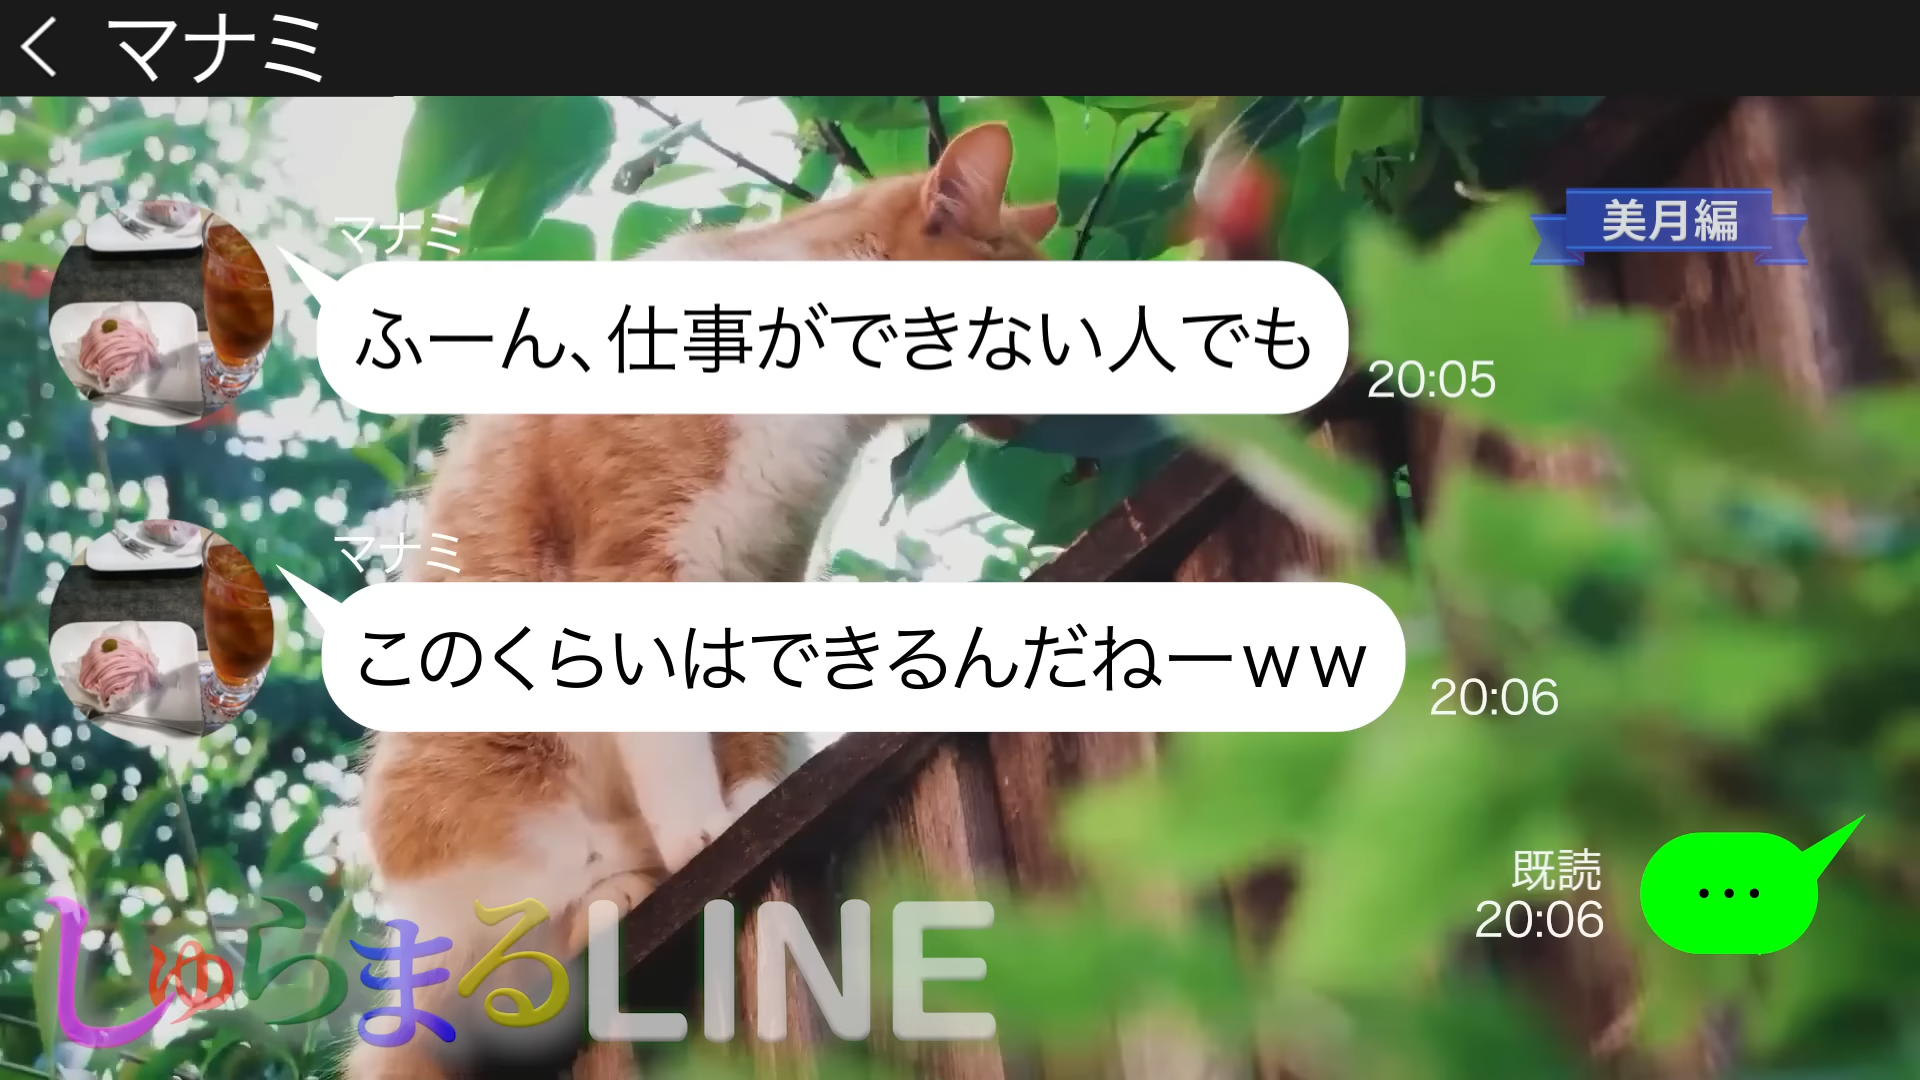 マナミ
美月編
マナミ
ふーん、仕事ができない人でも
20:05
マナミ
このくらいはできるんだねーｗｗ
20:06
既読
20:06
・・・
しゅらまるLINE